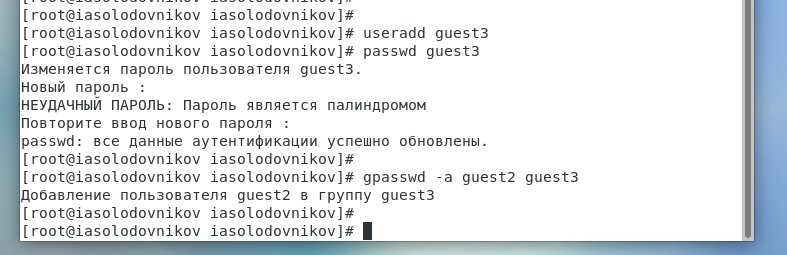 [root@iasolodovnikov iasolodovnikov]#
[root@iasolodovnikov iasolodovnikov]# useradd guest3
[root@iasolodovnikov iasolodovnikov]# passwd guest3
Изменяется пароль пользователя guest3.
Новый пароль :
НЕУДАЧНЫЙ ПАРОЛЬ: Пароль является палиндромом
Повторите ввод нового пароля :
passwd: все данные аутентификации успешно обновлены.
[root@iasolodovnikov iasolodovnikov]#
[root@iasolodovnikov iasolodovnikov]# gpasswd -a guest2 guest3
Добавление пользователя guest2 в группу guest3
[root@iasolodovnikov iasolodovnikov]#
[root@iasolodovnikov iasolodovnikov]#